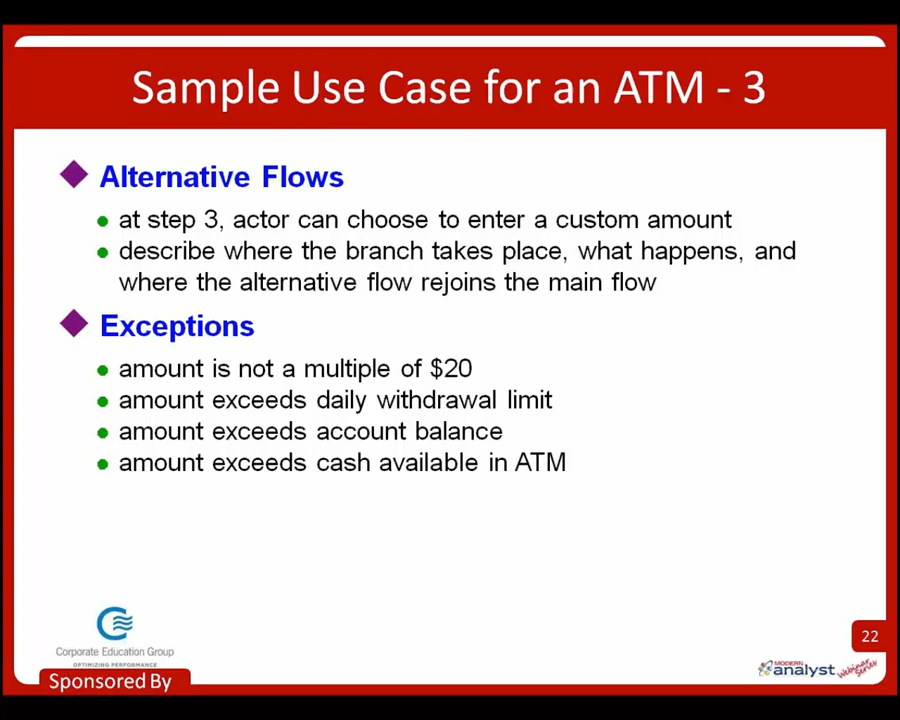 Sample Use Case for an ATM - 3
Alternative Flows
at step 3, actor can choose to enter a custom amount
describe where the branch takes place, what happens, and
where the alternative flow rejoins the main flow
Exceptions
amount is not a multiple of $20
amount exceeds daily withdrawal limit
amount exceeds account balance
amount exceeds cash available in ATM
Corporate Education Group
OPTIMIZING PERFORMANCE
Sponsored By
22
MODERN
analyst
Webinar
Series